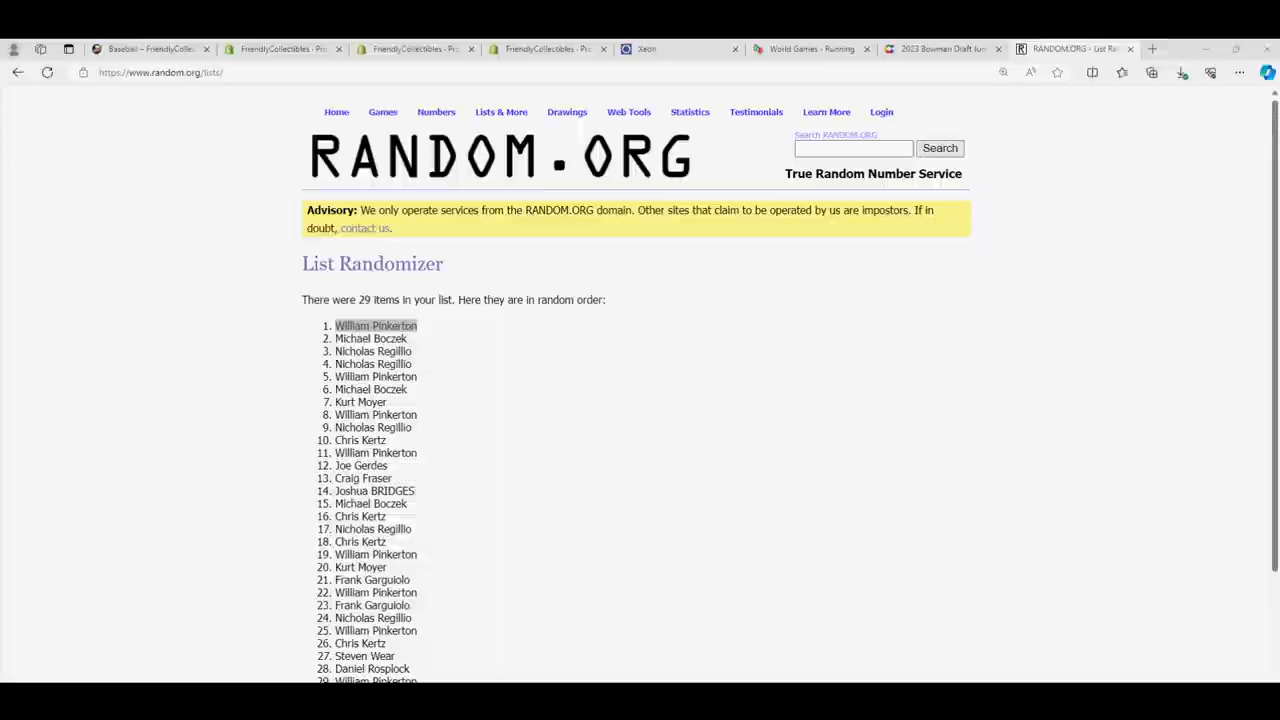 Baseball – FriendlyColle
FriendlyCollectibles · Pro
FriendlyCollectibles · Pro
FriendlyCollectibles · Pro
Xeon
World Games - Running
2023 Bowman Draft Jum
RANDOM.ORG - List Ra
https://www.random.org/lists/
Home Games Numbers Lists & More Drawings Web Tools Statistics Testimonials Learn More Login
RANDOM.ORG
Search RANDOM.ORG
Search
True Random Number Service
Advisory: We only operate services from the RANDOM.ORG domain. Other sites that claim to be operated by us are impostors. If in
doubt, contact us.
List Randomizer
There were 29 items in your list. Here they are in random order:
1. William Pinkerton
2. Michael Boczek
3. Nicholas Regillio
4. Nicholas Regillio
5. William Pinkerton
6. Michael Boczek
7. Kurt Moyer
8. William Pinkerton
9. Nicholas Regillio
10. Chris Kertz
11. William Pinkerton
12. Joe Gerdes
13. Craig Fraser
14. Joshua BRIDGES
15. Michael Boczek
16. Chris Kertz
17. Nicholas Regillio
18. Chris Kertz
19. William Pinkerton
20. Kurt Moyer
21. Frank Garguiolo
22. William Pinkerton
23. Frank Garguiolo
24. Nicholas Regillio
25. William Pinkerton
26. Chris Kertz
27. Steven Wear
28. Daniel Rosplock
29. William Pinkerton